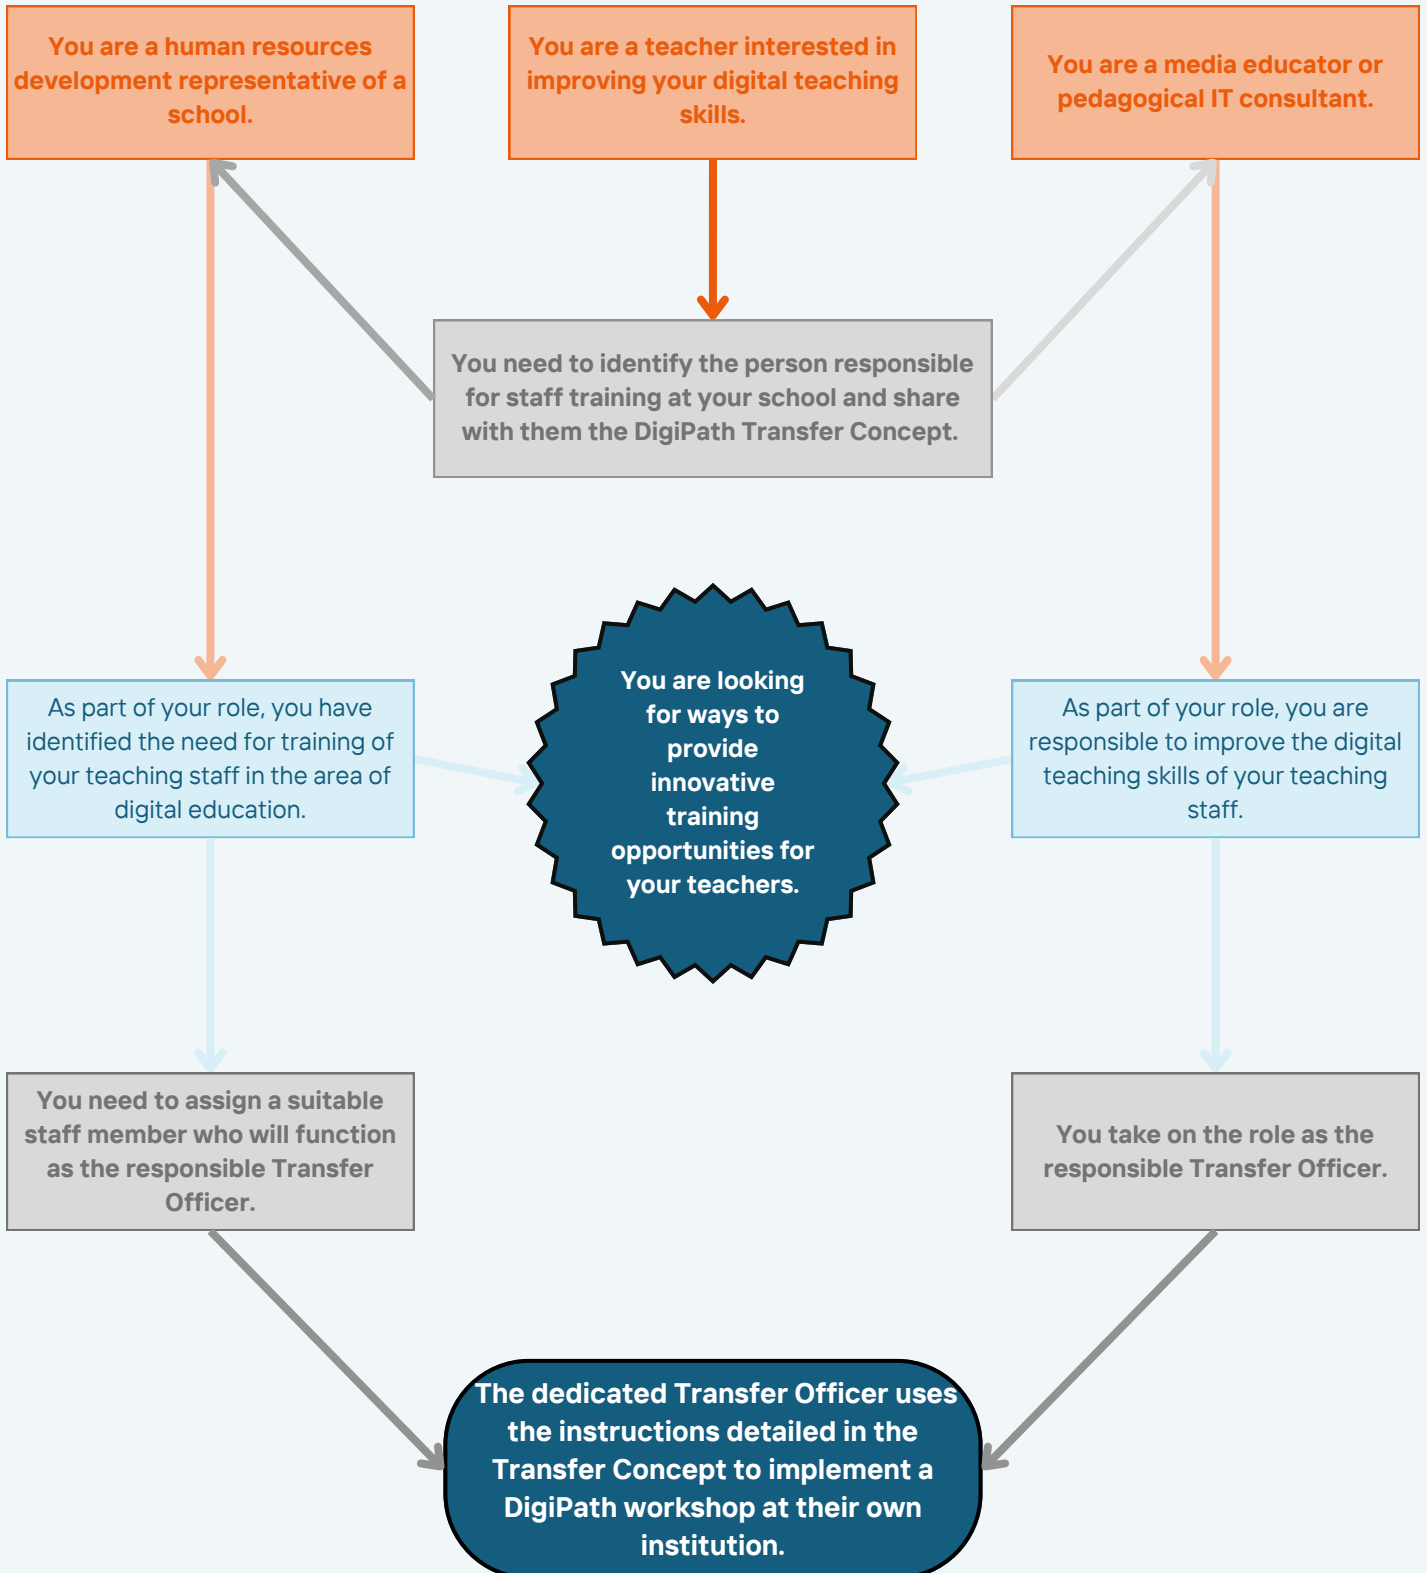 You are a human resources
development representative of a
school.
You are a teacher interested in
improving your digital teaching
skills.
You are a media educator or
pedagogical IT consultant.
You need to identify the person responsible
for staff training at your school and share
with them the DigiPath Transfer Concept.
As part of your role, you have
identified the need for training of
your teaching staff in the area of
digital education.
You are looking
for ways to
provide
innovative
training
opportunities for
your teachers.
As part of your role, you are
responsible to improve the digital
teaching skills of your teaching
staff.
You need to assign a suitable
staff member who will function
as the responsible Transfer
Officer.
You take on the role as the
responsible Transfer Officer.
The dedicated Transfer Officer uses
the instructions detailed in the
Transfer Concept to implement a
DigiPath workshop at their own
institution.